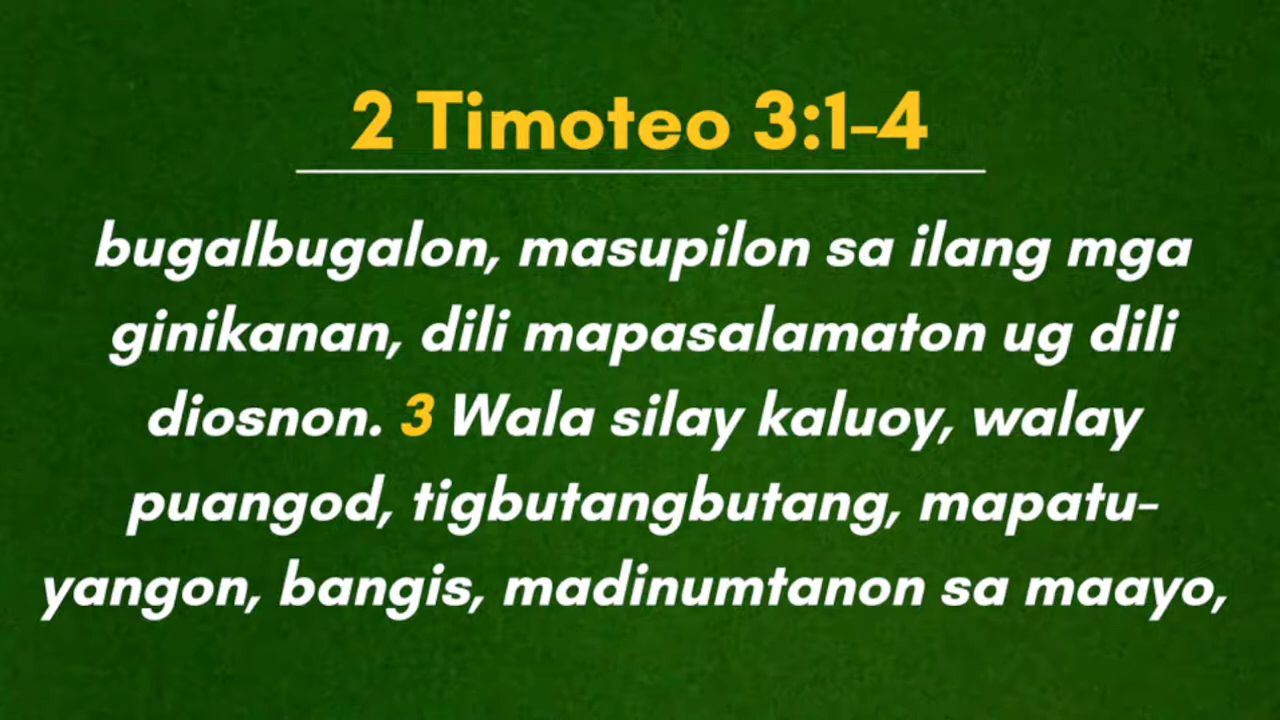 2 Timoteo 3:1-4
bugalbugalon, masupilon sa ilang mga
ginikanan, dili mapasalamaton ug dili
diosnon. 3 Wala silay kaluoy, walay
puangod, tigbutangbutang, mapatu-
yangon, bangis, madinumtanon sa maayo,